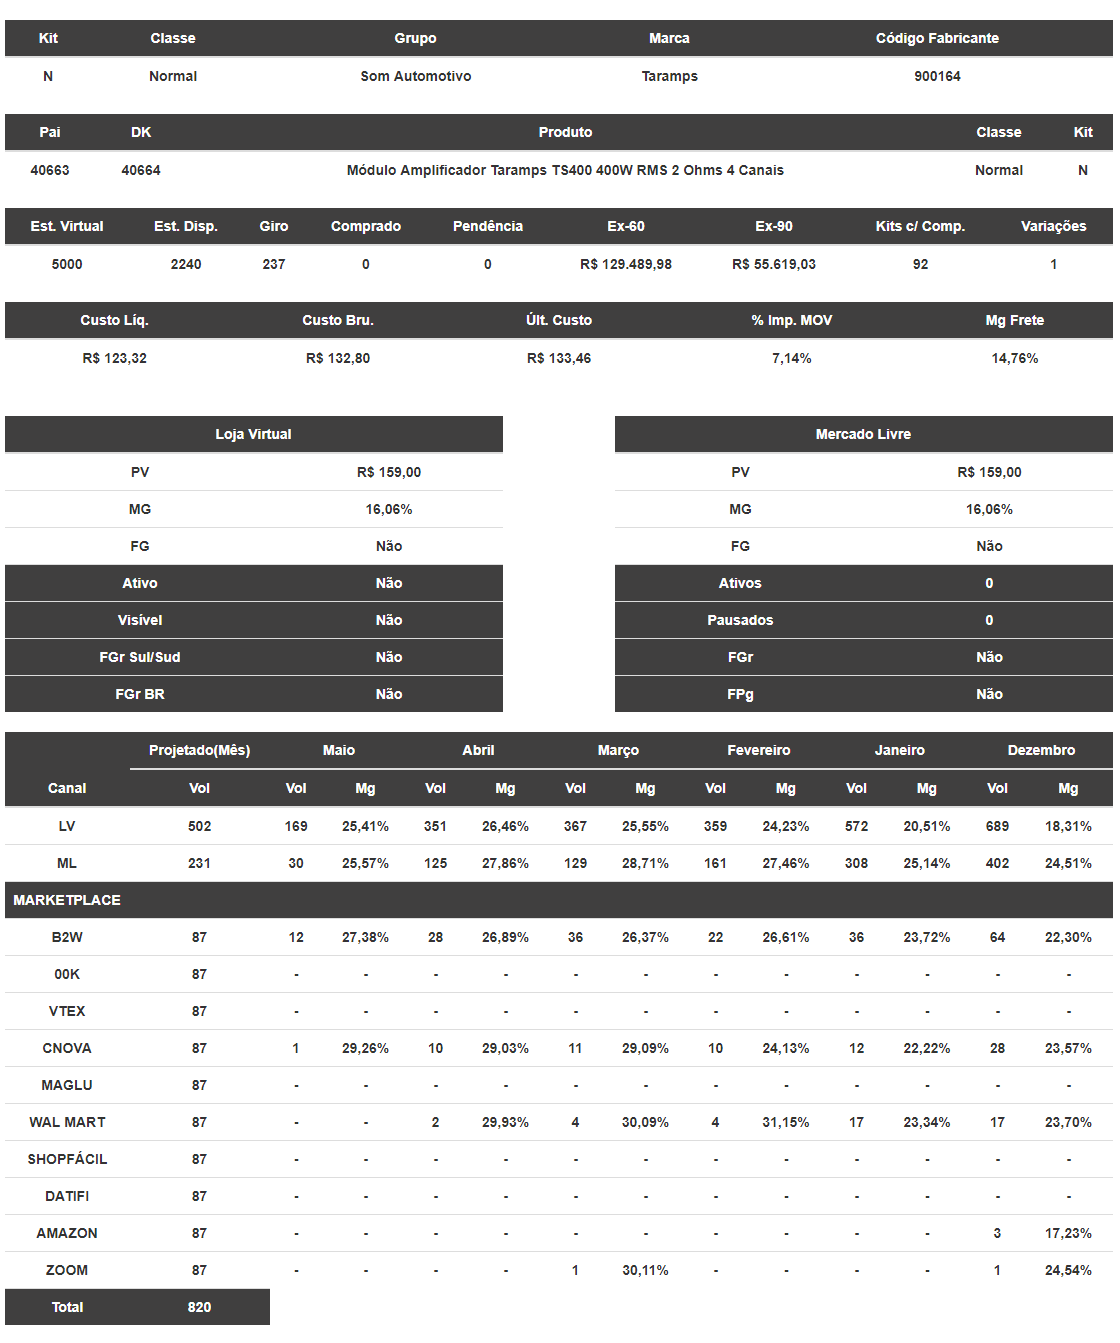 Kit Classe Grupo Marca Código Fabricante
N Normal Som Automotivo Taramps 900164
Pai DK Produto Classe Kit
40663 40664 Módulo Amplificador Taramps TS400 400W RMS 2 Ohms 4 Canais Normal N
Est. Virtual Est. Disp. Giro Comprado Pendência Ex-60 Ex-90 Kits c/ Comp. Variações
5000 2240 237 0 0 R$ 129.489,98 R$ 55.619,03 92 1
Custo Líq. Custo Bru. Últ. Custo % Imp. MOV Mg Frete
R$ 123,32 R$ 132,80 R$ 133,46 7,14% 14,76%
Loja Virtual
PV R$ 159,00
MG 16,06%
FG Não
Ativo Não
Visível Não
FGr Sul/Sud Não
FGr BR Não
Mercado Livre
PV R$ 159,00
MG 16,06%
FG Não
Ativos 0
Pausados 0
FGr Não
FPg Não
Projetado(Mês) Maio Abril Março Fevereiro Janeiro Dezembro
Canal Vol Vol Mg Vol Mg Vol Mg Vol Mg Vol Mg Vol Mg
LV 502 169 25,41% 351 26,46% 367 25,55% 359 24,23% 572 20,51% 689 18,31%
ML 231 30 25,57% 125 27,86% 129 28,71% 161 27,46% 308 25,14% 402 24,51%
MARKETPLACE
B2W 87 12 27,38% 28 26,89% 36 26,37% 22 26,61% 36 23,72% 64 22,30%
00K 87 - - - - - - - - - - - -
VTEX 87 - - - - - - - - - - - -
CNOVA 87 1 29,26% 10 29,03% 11 29,09% 10 24,13% 12 22,22% 28 23,57%
MAGLU 87 - - - - - - - - - - - -
WAL MART 87 - - 2 29,93% 4 30,09% 4 31,15% 17 23,34% 17 23,70%
SHOPFÁCIL 87 - - - - - - - - - - - -
DATIFI 87 - - - - - - - - - - - -
AMAZON 87 - - - - - - - - - - 3 17,23%
ZOOM 87 - - - - 1 30,11% - - - - 1 24,54%
Total 820